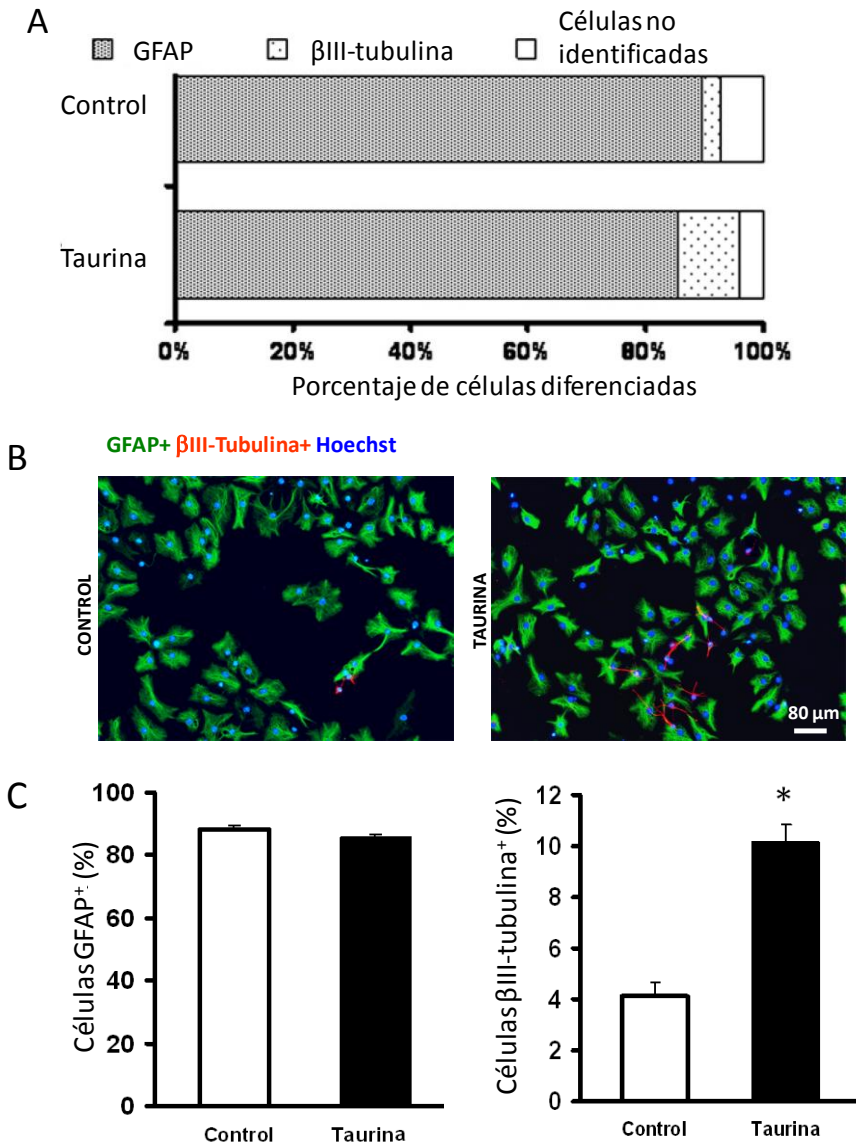 A
GFAP
βIII-tubulina
Células no
identificadas
Control
Taurina
0% 20% 40% 60% 80% 100%
Porcentaje de células diferenciadas
B
GFAP+ βIII-Tubulina+ Hoechst
CONTROL
TAURINA
80 µm
C
Células GFAP+ (%)
100
80
60
40
20
0
Control Taurina
Células βIII-tubulina+ (%)
12
10
8
6
4
2
0
*
Control Taurina